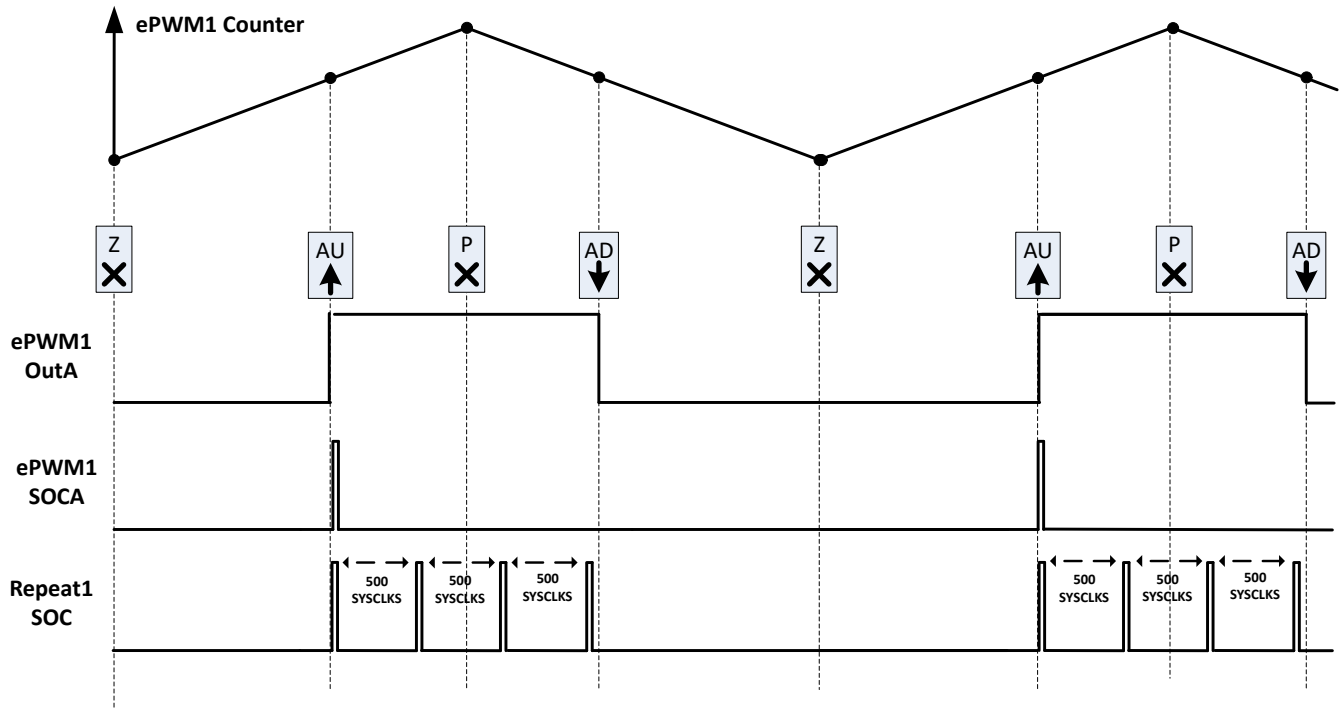 ePWM1 Counter
Z
AU
P
AD
Z
AU
P
AD
ePWM1
OutA
ePWM1
SOCA
Repeat1
SOC
500
SYSCLKS
500
SYSCLKS
500
SYSCLKS
500
SYSCLKS
500
SYSCLKS
500
SYSCLKS